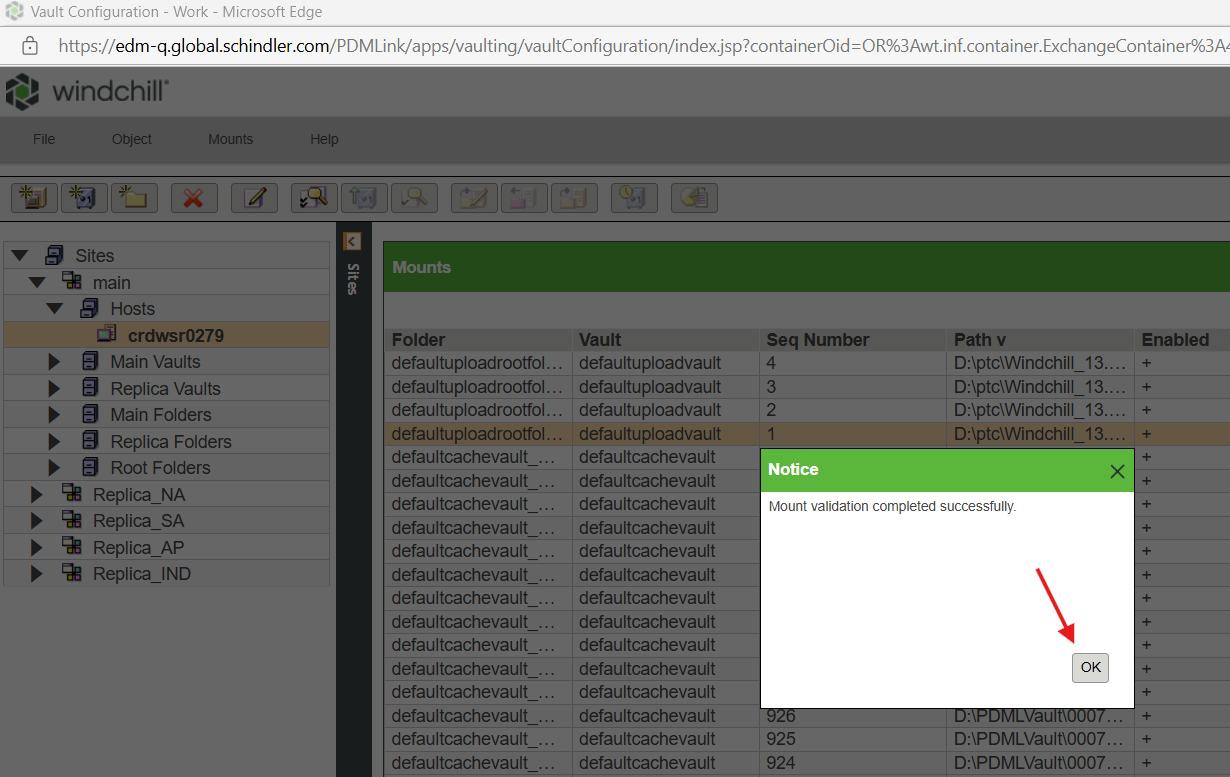 Vault Configuration - Work - Microsoft Edge
https://edm-q.global.schindler.com/PDMLink/apps/vaulting/vaultConfiguration/index.jsp?containerOid=OR%3Awt.inf.container.ExchangeContainer%3A4
windchill®
File Object Mounts Help
Sites
main
Hosts
crdwsr0279
Main Vaults
Replica Vaults
Main Folders
Replica Folders
Root Folders
Replica_NA
Replica_SA
Replica_AP
Replica_IND
Sites
Mounts
Folder Vault Seq Number Path v Enabled
defaultuploadrootfol... defaultuploadvault 4 D:\ptc\Windchill_13.... +
defaultuploadrootfol... defaultuploadvault 3 D:\ptc\Windchill_13.... +
defaultuploadrootfol... defaultuploadvault 2 D:\ptc\Windchill_13.... +
defaultuploadrootfol... defaultuploadvault 1 D:\ptc\Windchill_13.... +
defaultcachevault_... defaultcachevault +
defaultcachevault_... defaultcachevault +
defaultcachevault_... defaultcachevault +
defaultcachevault_... defaultcachevault +
defaultcachevault_... defaultcachevault +
defaultcachevault_... defaultcachevault +
defaultcachevault_... defaultcachevault +
defaultcachevault_... defaultcachevault +
defaultcachevault_... defaultcachevault +
defaultcachevault_... defaultcachevault +
defaultcachevault_... defaultcachevault +
defaultcachevault_... defaultcachevault 926 D:\PDMLVault\0007... +
defaultcachevault_... defaultcachevault 925 D:\PDMLVault\0007... +
defaultcachevault_... defaultcachevault 924 D:\PDMLVault\0007... +
Notice
Mount validation completed successfully.
OK